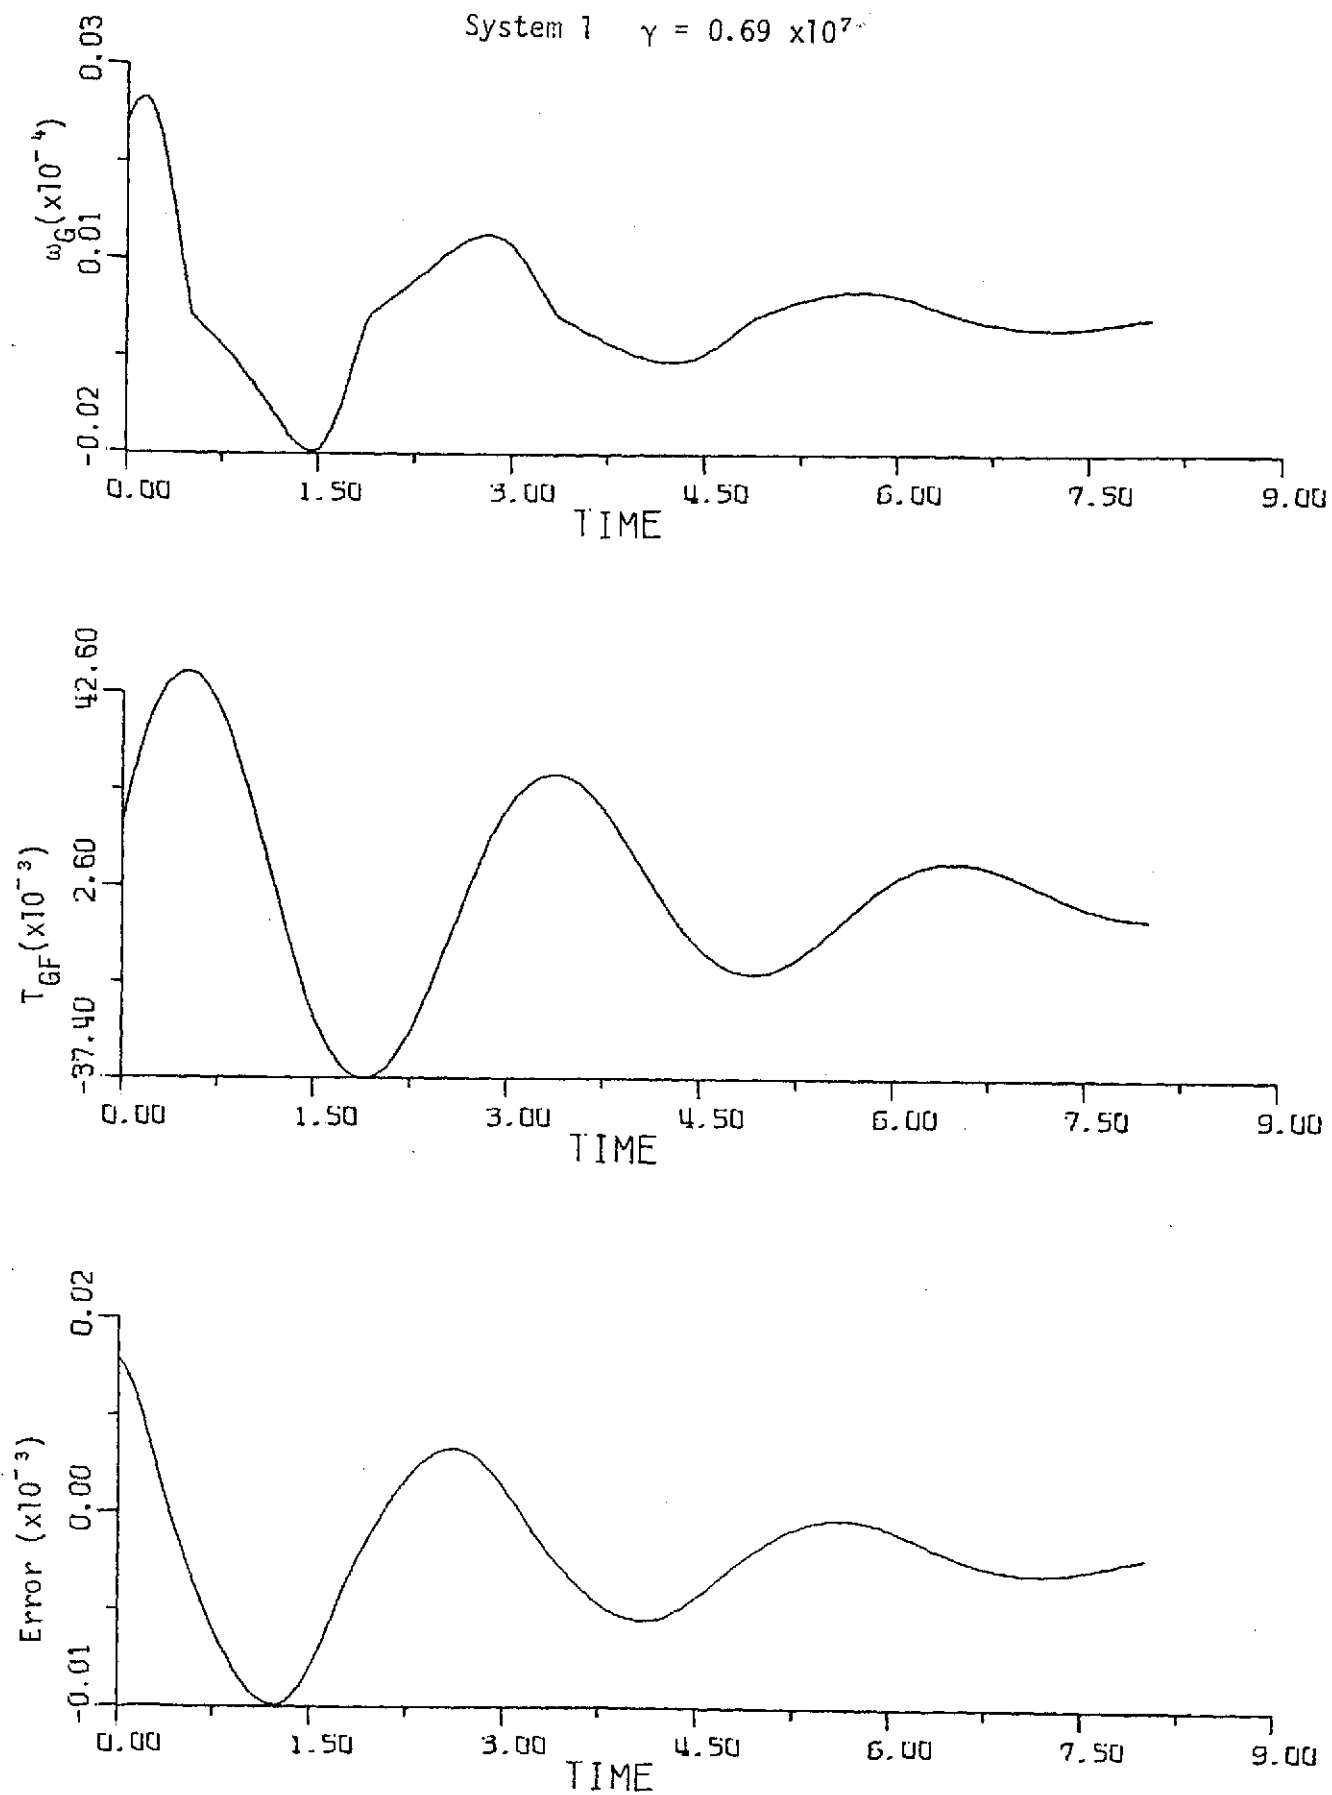 System 1 γ = 0.69 x10⁷
ω_G(x10⁻⁴)
0.03
0.01
-0.02
0.00 1.50 3.00 4.50 6.00 7.50 9.00
TIME
T_GF(x10⁻³)
42.60
2.60
-37.40
0.00 1.50 3.00 4.50 6.00 7.50 9.00
TIME
Error (x10⁻³)
0.02
0.00
-0.01
0.00 1.50 3.00 4.50 6.00 7.50 9.00
TIME